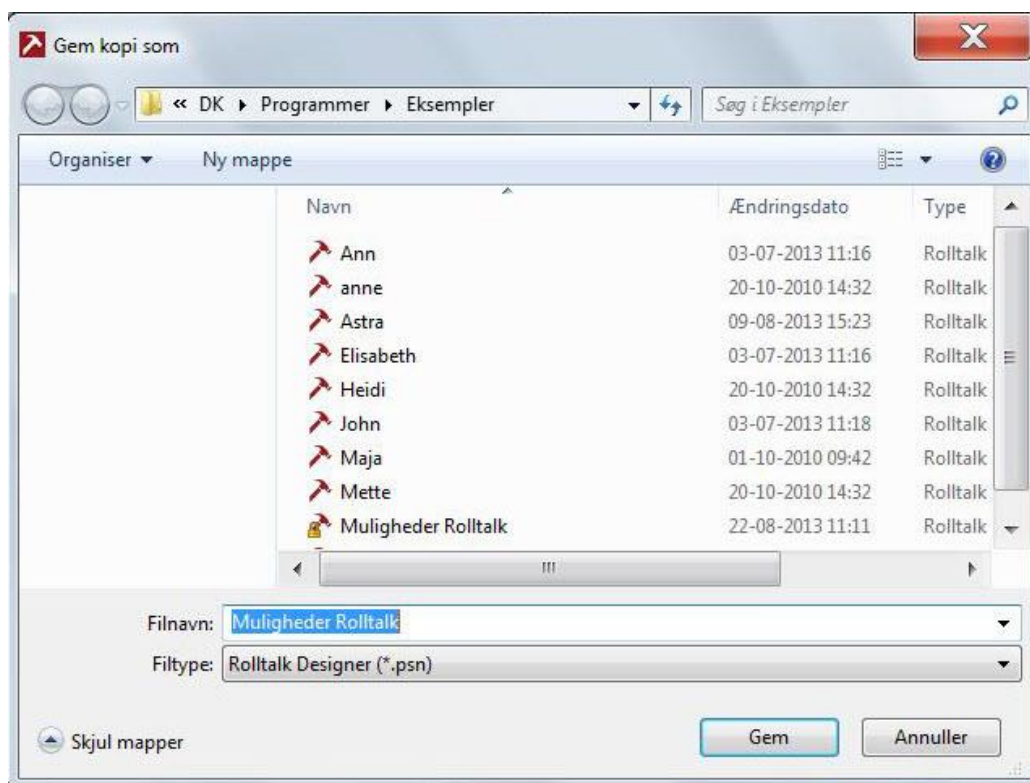 Gem kopi som
« DK Programmer Eksempler Søg i Eksempler
Organiser Ny mappe
Navn Ændringsdato Type
Ann 03-07-2013 11:16 Rolltalk
anne 20-10-2010 14:32 Rolltalk
Astra 09-08-2013 15:23 Rolltalk
Elisabeth 03-07-2013 11:16 Rolltalk
Heidi 20-10-2010 14:32 Rolltalk
John 03-07-2013 11:18 Rolltalk
Maja 01-10-2010 09:42 Rolltalk
Mette 20-10-2010 14:32 Rolltalk
Muligheder Rolltalk 22-08-2013 11:11 Rolltalk
Filnavn: Muligheder Rolltalk
Filtype: Rolltalk Designer (*.psn)
Skjul mapper Gem Annuller